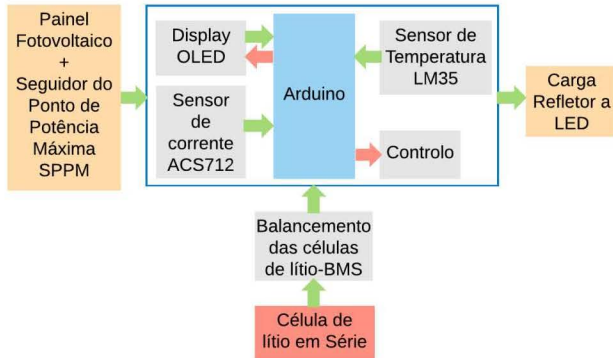 Painel
Fotovoltaico
+
Seguidor do
Ponto de
Potência
Máxima
SPPM
Display
OLED
Sensor
de
corrente
ACS712
Arduino
Sensor de
Temperatura
LM35
Controlo
Carga
Refletor a
LED
Balancemento
das células
de lítio-BMS
Célula de
lítio em Série